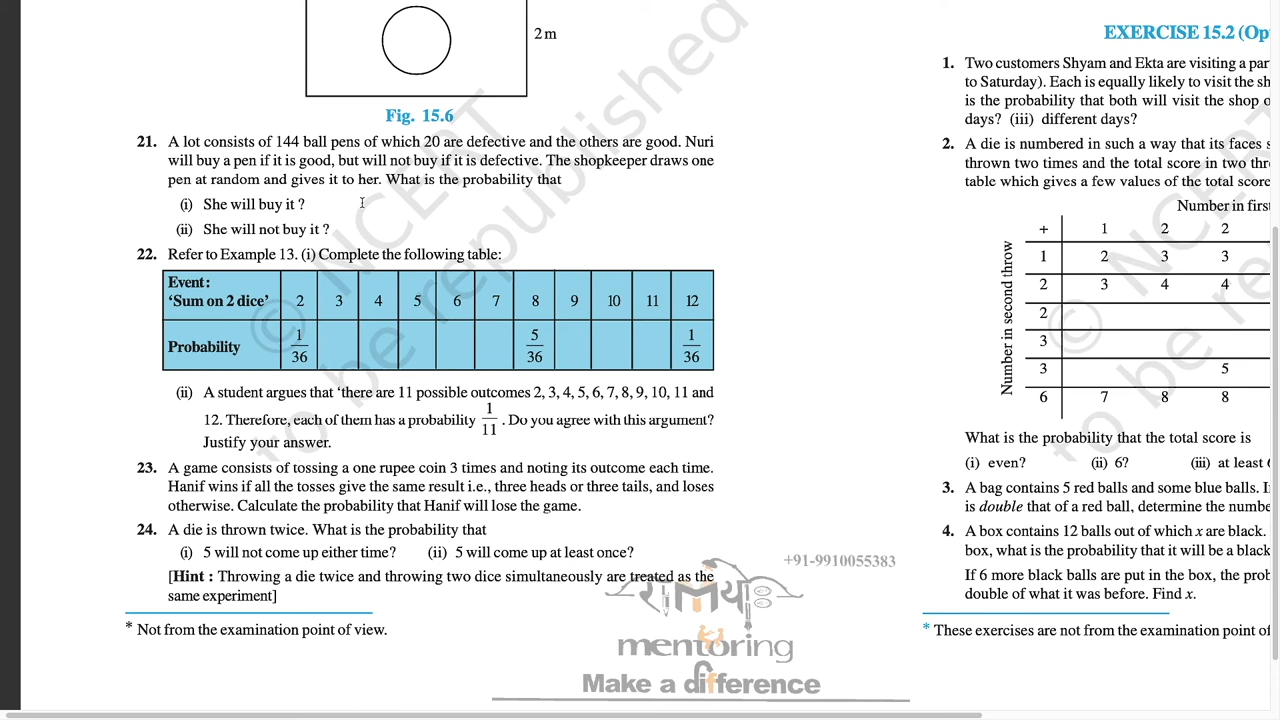 2 m
Fig. 15.6
21. A lot consists of 144 ball pens of which 20 are defective and the others are good. Nuri
will buy a pen if it is good, but will not buy if it is defective. The shopkeeper draws one
pen at random and gives it to her. What is the probability that
(i) She will buy it ?
(ii) She will not buy it ?
22. Refer to Example 13. (i) Complete the following table:
Event :
‘Sum on 2 dice’ 2 3 4 5 6 7 8 9 10 11 12
Probability 1/36 5/36 1/36
(ii) A student argues that ‘there are 11 possible outcomes 2, 3, 4, 5, 6, 7, 8, 9, 10, 11 and
12. Therefore, each of them has a probability 1/11 . Do you agree with this argument?
Justify your answer.
23. A game consists of tossing a one rupee coin 3 times and noting its outcome each time.
Hanif wins if all the tosses give the same result i.e., three heads or three tails, and loses
otherwise. Calculate the probability that Hanif will lose the game.
24. A die is thrown twice. What is the probability that
(i) 5 will not come up either time? (ii) 5 will come up at least once?
[Hint : Throwing a die twice and throwing two dice simultaneously are treated as the
same experiment]
* Not from the examination point of view.
© NCERT
to be republished
+91-9910055383
mentoring
Make a difference
EXERCISE 15.2 (Op
1. Two customers Shyam and Ekta are visiting a par
to Saturday). Each is equally likely to visit the sh
is the probability that both will visit the shop o
days? (iii) different days?
2. A die is numbered in such a way that its faces s
thrown two times and the total score in two thr
table which gives a few values of the total score
Number in firs
Number in second throw
+ 1 2 2
1 2 3 3
2 3 4 4
2
3
3 5
6 7 8 8
What is the probability that the total score is
(i) even? (ii) 6? (iii) at least
3. A bag contains 5 red balls and some blue balls. I
is double that of a red ball, determine the numbe
4. A box contains 12 balls out of which x are black.
box, what is the probability that it will be a black
If 6 more black balls are put in the box, the prob
double of what it was before. Find x.
* These exercises are not from the examination point of
© NCERT
to be